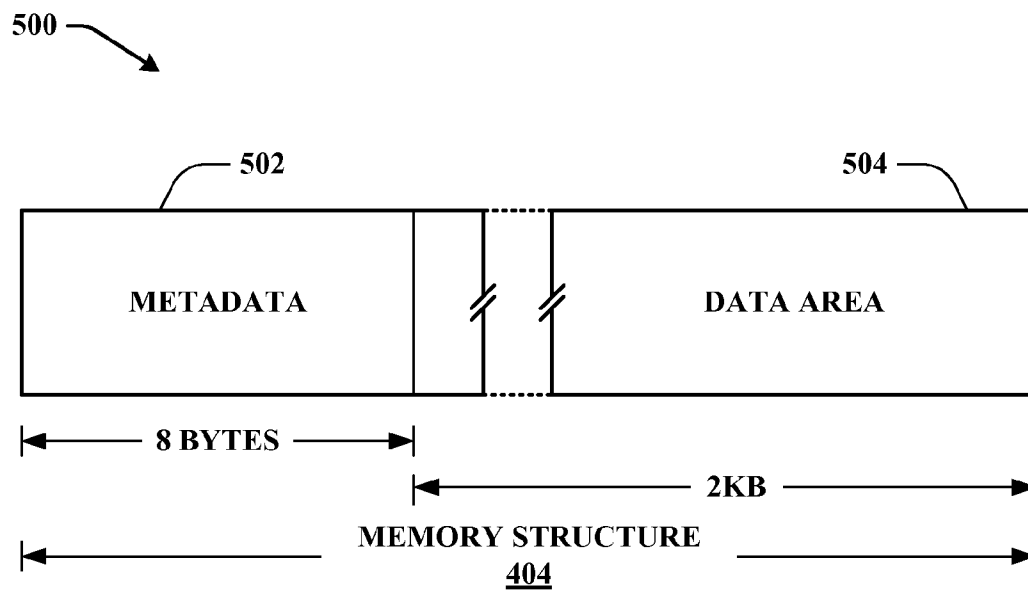 500
502
504
METADATA
DATA AREA
8 BYTES
2KB
MEMORY STRUCTURE
404